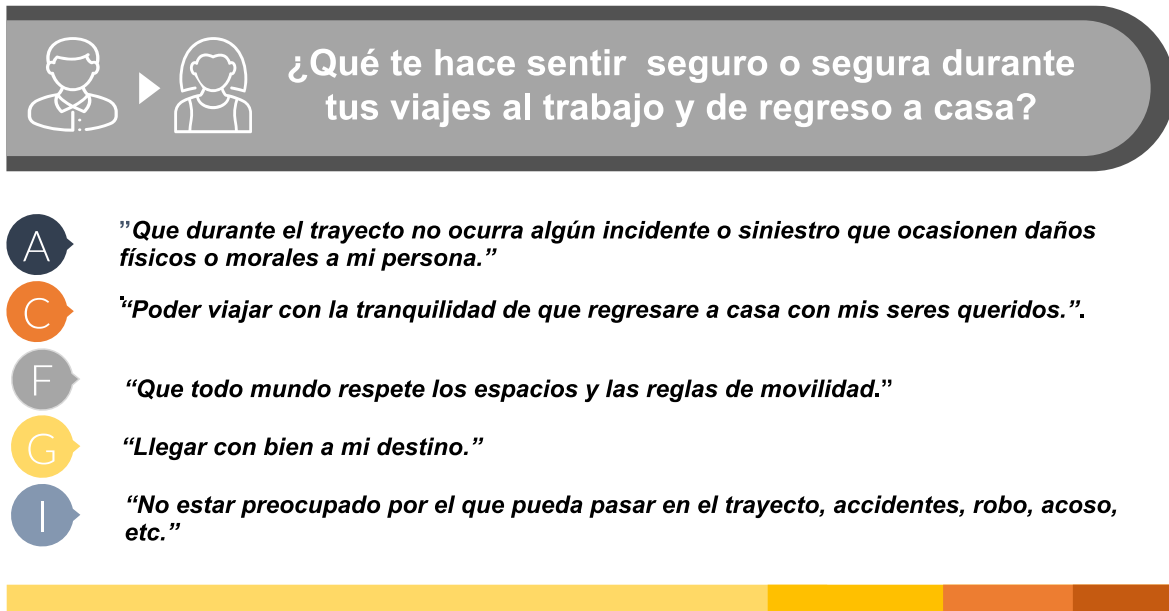 ¿Qué te hace sentir  seguro o segura durante
tus viajes al trabajo y de regreso a casa?
A
”Que durante el trayecto no ocurra algún incidente o siniestro que ocasionen daños
físicos o morales a mi persona.”
C
“Poder viajar con la tranquilidad de que regresare a casa con mis seres queridos.”.
F
“Que todo mundo respete los espacios y las reglas de movilidad.”
G
“Llegar con bien a mi destino.”
I
“No estar preocupado por el que pueda pasar en el trayecto, accidentes, robo, acoso,
etc.”